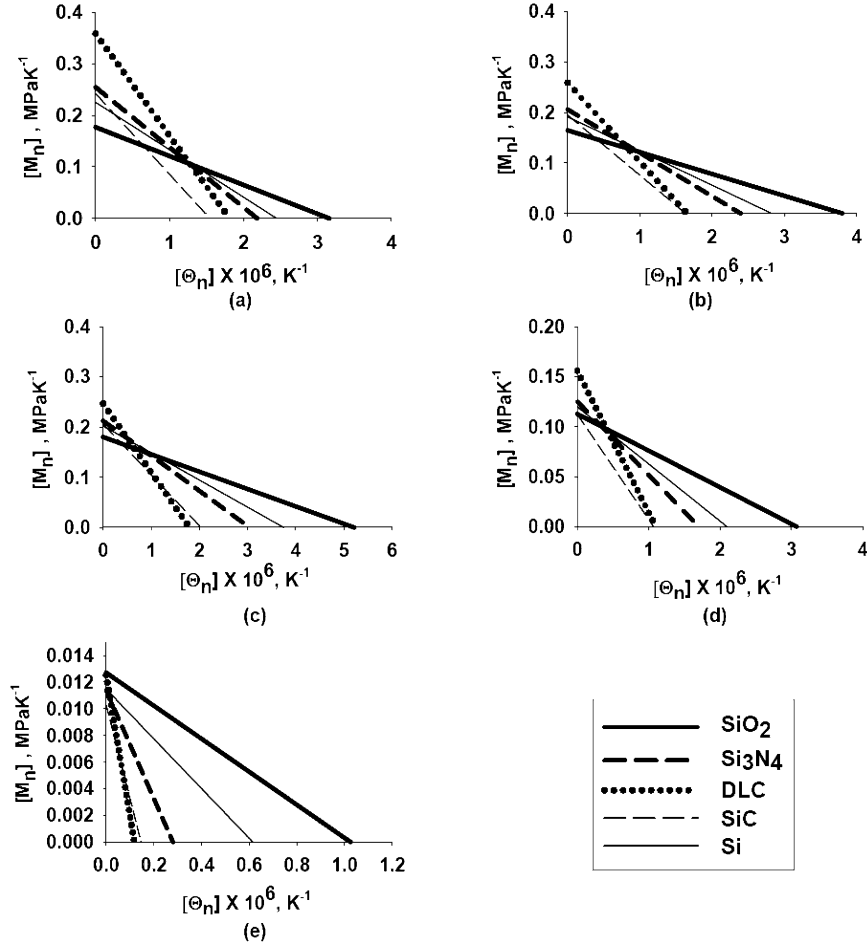 0.4
0.3
0.2
0.1
0.0
[Mn] , MPaK-1
0 1 2 3 4
[Θn] X 10⁶, K-1
(a)
0.4
0.3
0.2
0.1
0.0
[Mn] , MPaK-1
0 1 2 3 4
[Θn] X 10⁶, K-1
(b)
0.4
0.3
0.2
0.1
0.0
[Mn] , MPaK-1
0 1 2 3 4 5 6
[Θn] X 10⁶, K-1
(c)
0.20
0.15
0.10
0.05
0.00
[Mn] , MPaK-1
0 1 2 3 4
[Θn] X 10⁶, K-1
(d)
0.014
0.012
0.010
0.008
0.006
0.004
0.002
0.000
[Mn] , MPaK-1
0.0 0.2 0.4 0.6 0.8 1.0 1.2
[Θn] X 10⁶, K-1
(e)
SiO2
Si3N4
DLC
SiC
Si